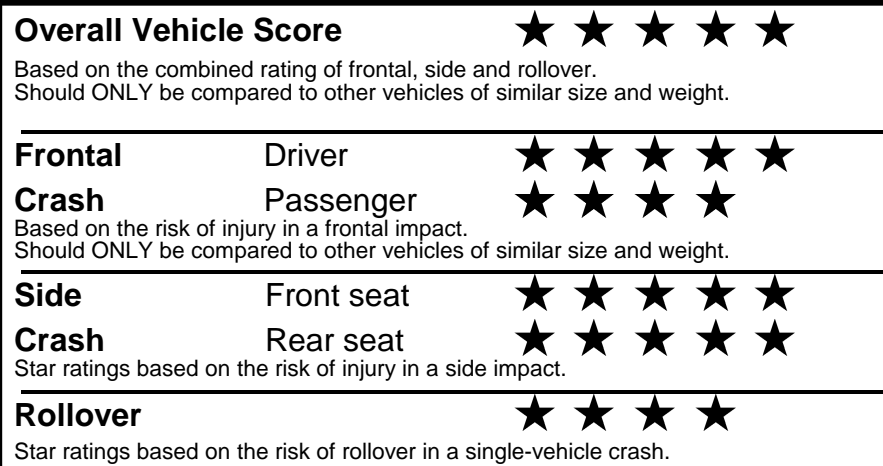 Overall Vehicle Score ★ ★ ★ ★ ★
Based on the combined rating of frontal, side and rollover.
Should ONLY be compared to other vehicles of similar size and weight.
Frontal Driver ★ ★ ★ ★ ★
Crash Passenger ★ ★ ★ ★
Based on the risk of injury in a frontal impact.
Should ONLY be compared to other vehicles of similar size and weight.
Side Front seat ★ ★ ★ ★ ★
Crash Rear seat ★ ★ ★ ★ ★
Star ratings based on the risk of injury in a side impact.
Rollover ★ ★ ★ ★
Star ratings based on the risk of rollover in a single-vehicle crash.